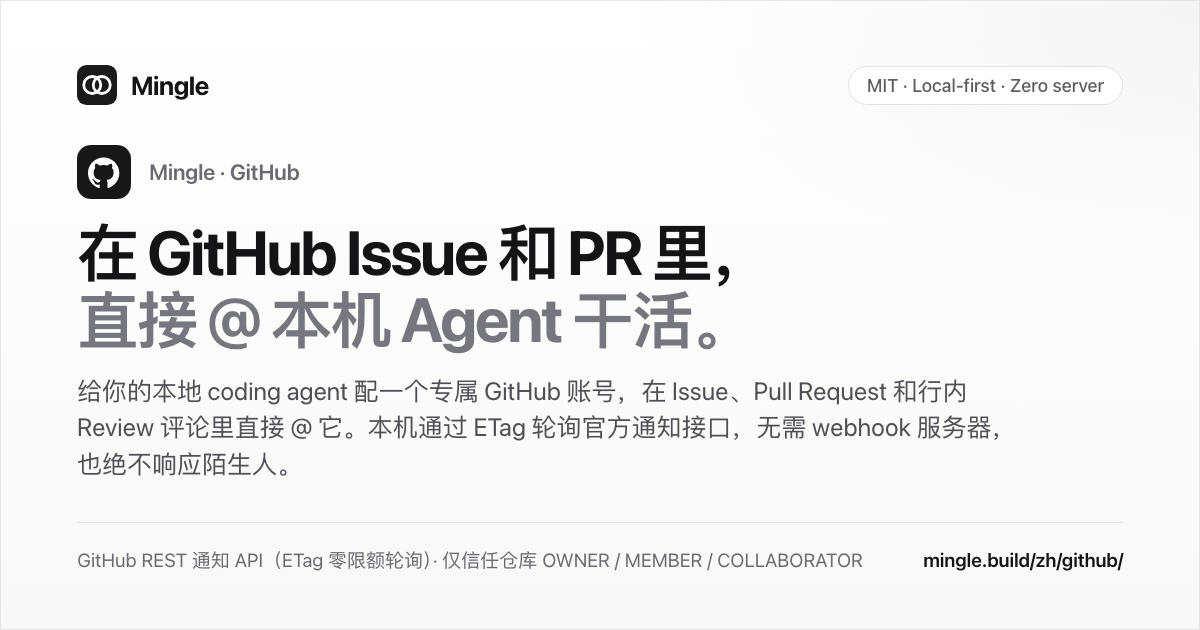 Mingle
MIT · Local-first · Zero server
Mingle · GitHub
在 GitHub Issue 和 PR 里，
直接 @ 本机 Agent 干活。
给你的本地 coding agent 配一个专属 GitHub 账号，在 Issue、Pull Request 和行内
Review 评论里直接 @ 它。本机通过 ETag 轮询官方通知接口，无需 webhook 服务器，
也绝不响应陌生人。
GitHub REST 通知 API（ETag 零限额轮询）· 仅信任仓库 OWNER / MEMBER / COLLABORATOR
mingle.build/zh/github/